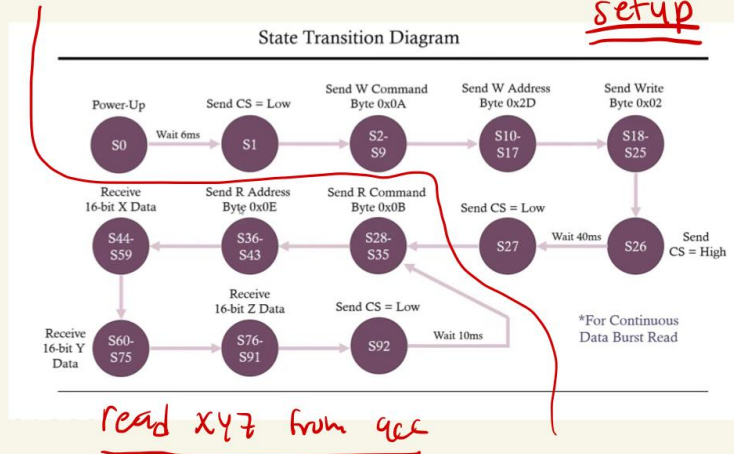 setup
State Transition Diagram
Power-Up
S0
Wait 6ms
Send CS = Low
S1
Send W Command
Byte 0x0A
S2-
S9
Send W Address
Byte 0x2D
S10-
S17
Send Write
Byte 0x02
S18-
S25
Send
CS = High
S26
Wait 40ms
Send CS = Low
S27
Send R Command
Byte 0x0B
S28-
S35
Send R Address
Byte 0x0E
S36-
S43
Receive
16-bit X Data
S44-
S59
Receive
16-bit Y
Data
S60-
S75
Receive
16-bit Z Data
S76-
S91
Send CS = Low
S92
Wait 10ms
*For Continuous
Data Burst Read
read xyz from acc